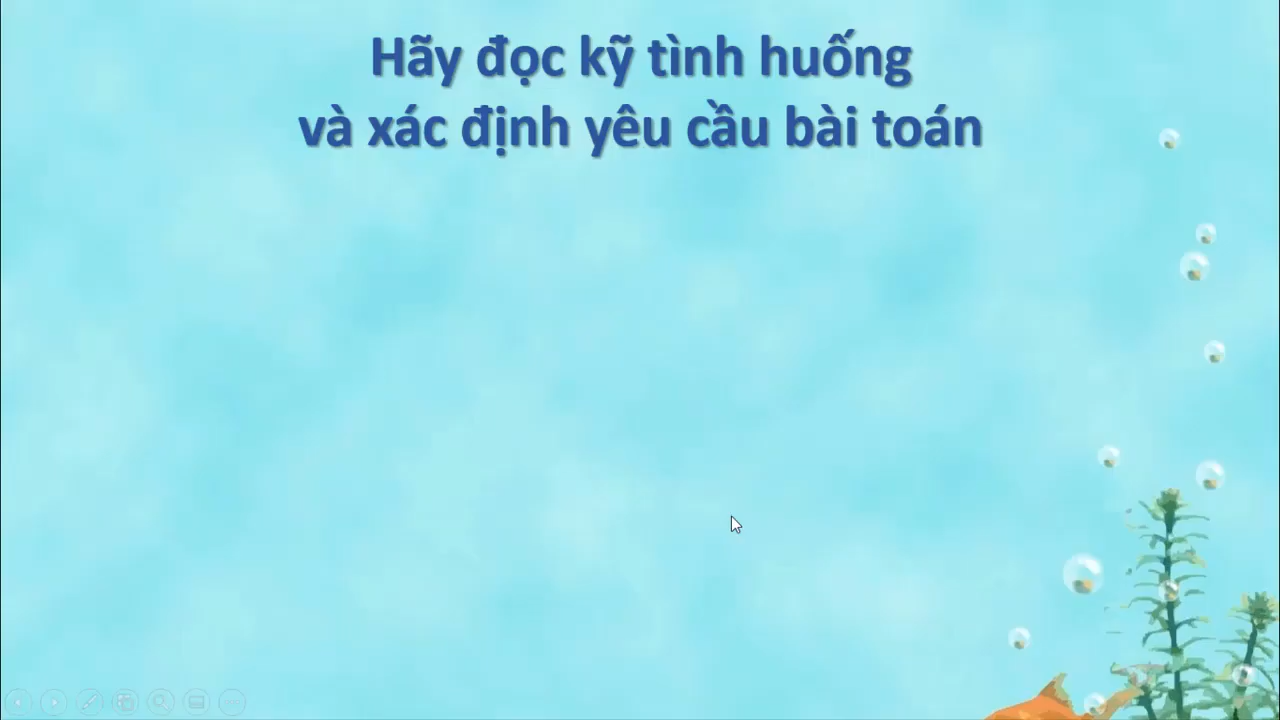 Hãy đọc kỹ tình huống
và xác định yêu cầu bài toán